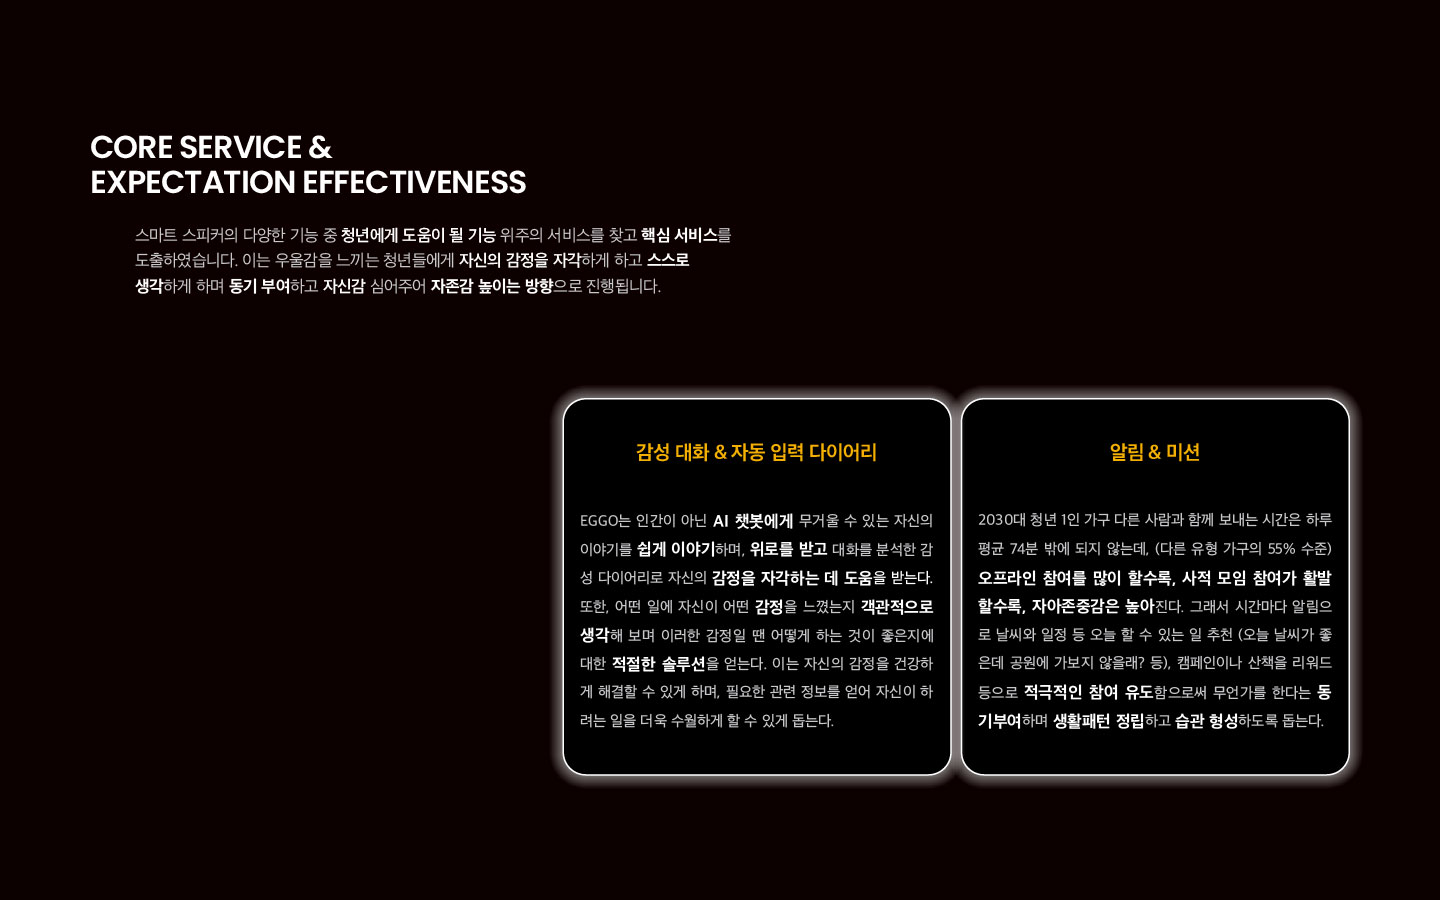 CORE SERVICE &
EXPECTATION EFFECTIVENESS
스마트 스피커의 다양한 기능 중 청년에게 도움이 될 기능 위주의 서비스를 찾고 핵심 서비스를
도출하였습니다. 이는 우울감을 느끼는 청년들에게 자신의 감정을 자각하게 하고 스스로
생각하게 하며 동기 부여하고 자신감 심어주어 자존감 높이는 방향으로 진행됩니다.
감성 대화 & 자동 입력 다이어리
EGGO는 인간이 아닌 AI 챗봇에게 무거울 수 있는 자신의
이야기를 쉽게 이야기하며, 위로를 받고 대화를 분석한 감
성 다이어리로 자신의 감정을 자각하는 데 도움을 받는다.
또한, 어떤 일에 자신이 어떤 감정을 느꼈는지 객관적으로
생각해 보며 이러한 감정일 땐 어떻게 하는 것이 좋은지에
대한 적절한 솔루션을 얻는다. 이는 자신의 감정을 건강하
게 해결할 수 있게 하며, 필요한 관련 정보를 얻어 자신이 하
려는 일을 더욱 수월하게 할 수 있게 돕는다.
알림 & 미션
2030대 청년 1인 가구 다른 사람과 함께 보내는 시간은 하루
평균 74분 밖에 되지 않는데, (다른 유형 가구의 55% 수준)
오프라인 참여를 많이 할수록, 사적 모임 참여가 활발
할수록, 자아존중감은 높아진다. 그래서 시간마다 알림으
로 날씨와 일정 등 오늘 할 수 있는 일 추천 (오늘 날씨가 좋
은데 공원에 가보지 않을래? 등), 캠페인이나 산책을 리워드
등으로 적극적인 참여 유도함으로써 무언가를 한다는 동
기부여하며 생활패턴 정립하고 습관 형성하도록 돕는다.